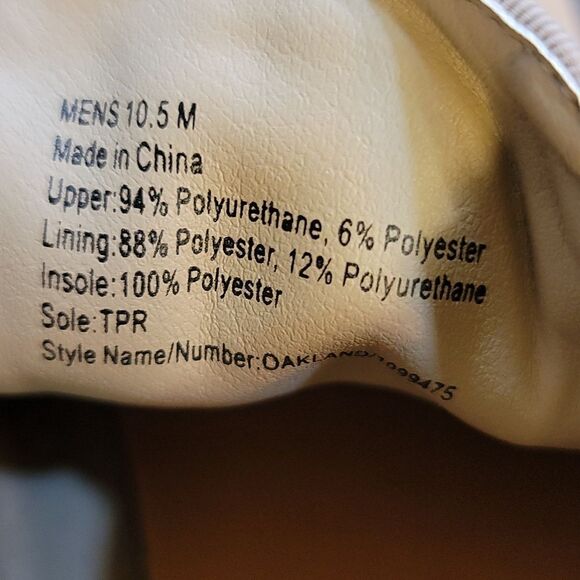 MENS 10.5 M
Made in China
Upper:94% Polyurethane, 6% Polyester
Lining:88% Polyester, 12% Polyurethane
Insole:100% Polyester
Sole:TPR
Style Name/Number:OAKLAND/1999475